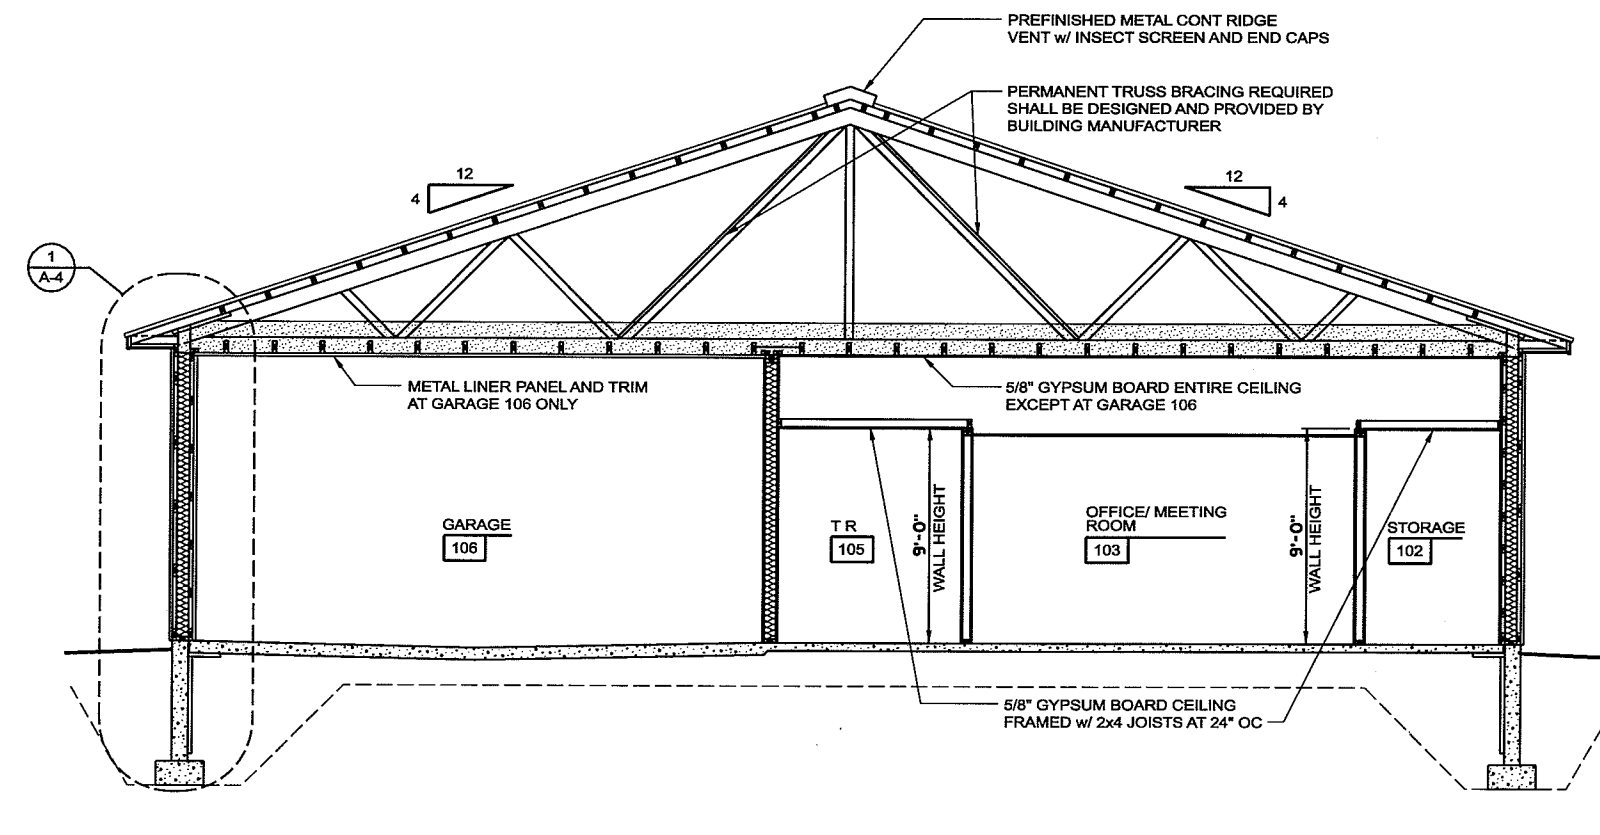 PREFINISHED METAL CONT RIDGE
VENT w/ INSECT SCREEN AND END CAPS
PERMANENT TRUSS BRACING REQUIRED
SHALL BE DESIGNED AND PROVIDED BY
BUILDING MANUFACTURER
12
4
12
4
1
A-4
METAL LINER PANEL AND TRIM
AT GARAGE 106 ONLY
5/8" GYPSUM BOARD ENTIRE CEILING
EXCEPT AT GARAGE 106
GARAGE
106
T R
105
9'-0"
WALL HEIGHT
OFFICE/ MEETING
ROOM
103
9'-0"
WALL HEIGHT
STORAGE
102
5/8" GYPSUM BOARD CEILING
FRAMED w/ 2x4 JOISTS AT 24" OC